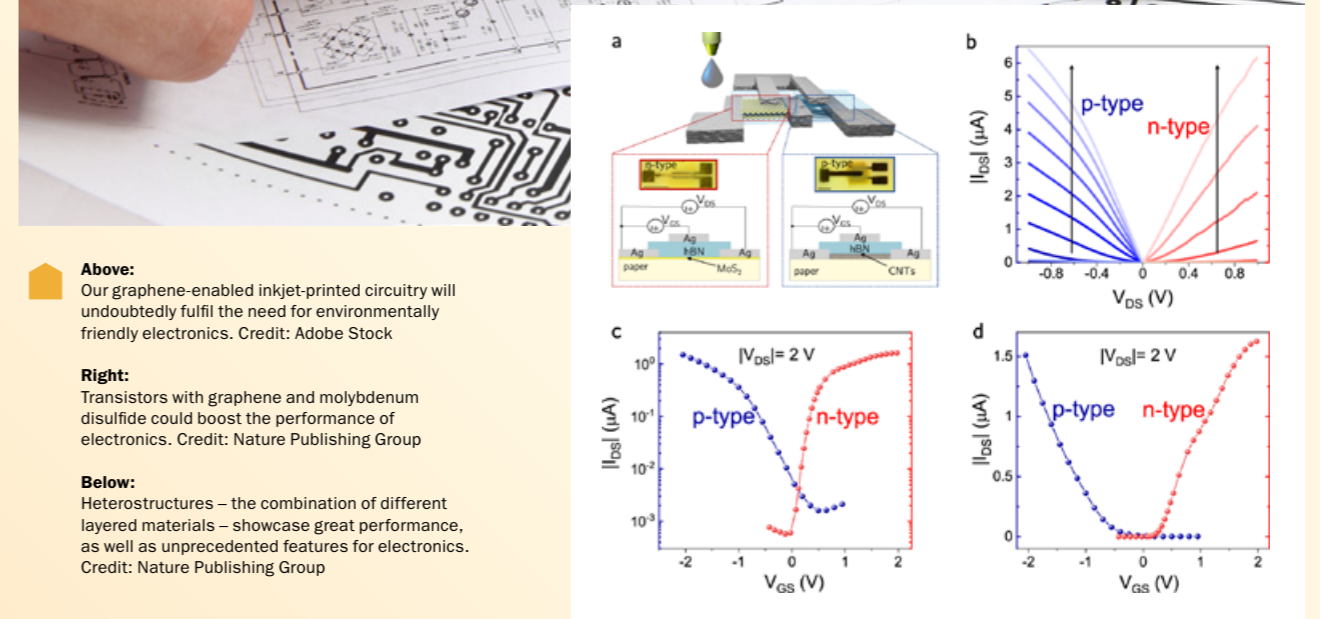 Above:
Our graphene-enabled inkjet-printed circuitry will
undoubtedly fulfil the need for environmentally
friendly electronics. Credit: Adobe Stock
Right:
Transistors with graphene and molybdenum
disulfide could boost the performance of
electronics. Credit: Nature Publishing Group
Below:
Heterostructures – the combination of different
layered materials – showcase great performance,
as well as unprecedented features for electronics.
Credit: Nature Publishing Group
a
n-type
p-type
V_DS
V_DS
V_GS
V_GS
Ag
Ag
Ag hBN Ag
Ag hBN Ag
paper MoS₂
paper CNTs
b
|I_DS| (μA)
6
5
4
3
2
1
0
p-type
n-type
-0.8 -0.4 0 0.4 0.8
V_DS (V)
c
|V_DS|= 2 V
|I_DS| (μA)
10⁰
10⁻¹
10⁻²
10⁻³
p-type n-type
-2 -1 0 1 2
V_GS (V)
d
|V_DS|= 2 V
|I_DS| (μA)
1.5
1
0.5
0
p-type n-type
-2 -1 0 1 2
V_GS (V)